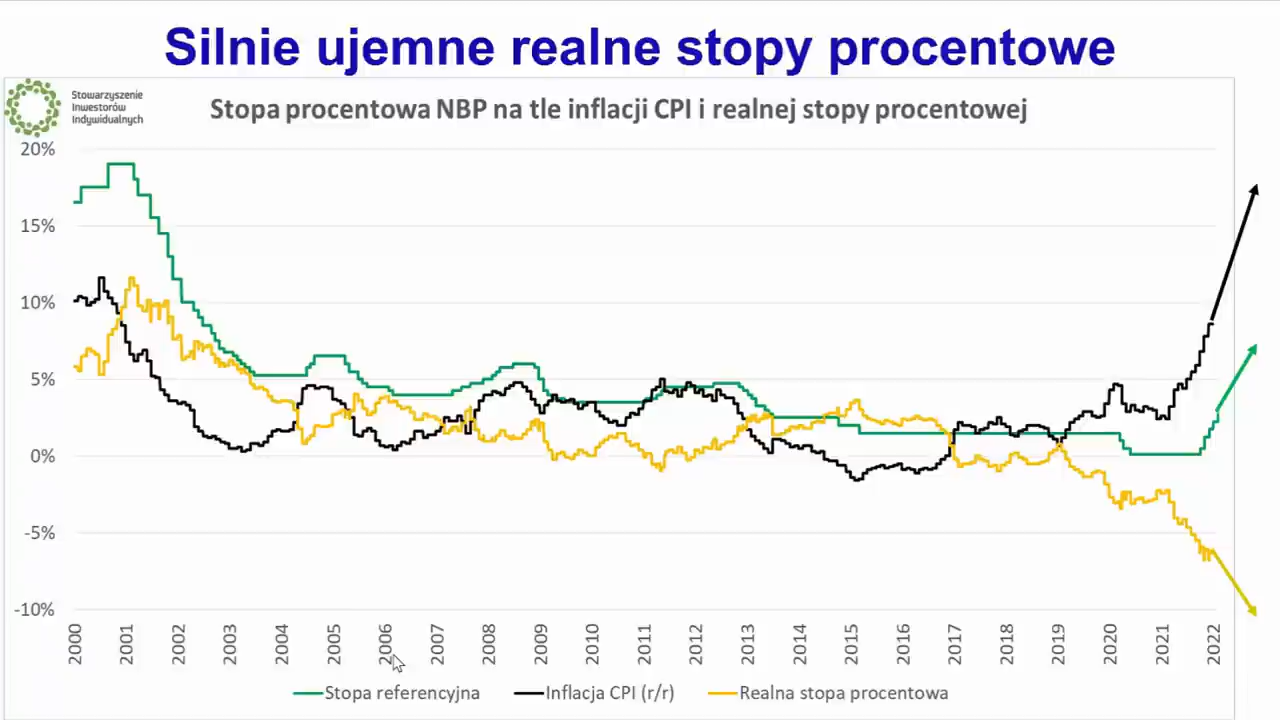 Silnie ujemne realne stopy procentowe
Stowarzyszenie
Inwestorów
Indywidualnych
Stopa procentowa NBP na tle inflacji CPI i realnej stopy procentowej
20%
15%
10%
5%
0%
-5%
-10%
2000 2001 2002 2003 2004 2005 2006 2007 2008 2009 2010 2011 2012 2013 2014 2015 2016 2017 2018 2019 2020 2021 2022
Stopa referencyjna Inflacja CPI (r/r) Realna stopa procentowa